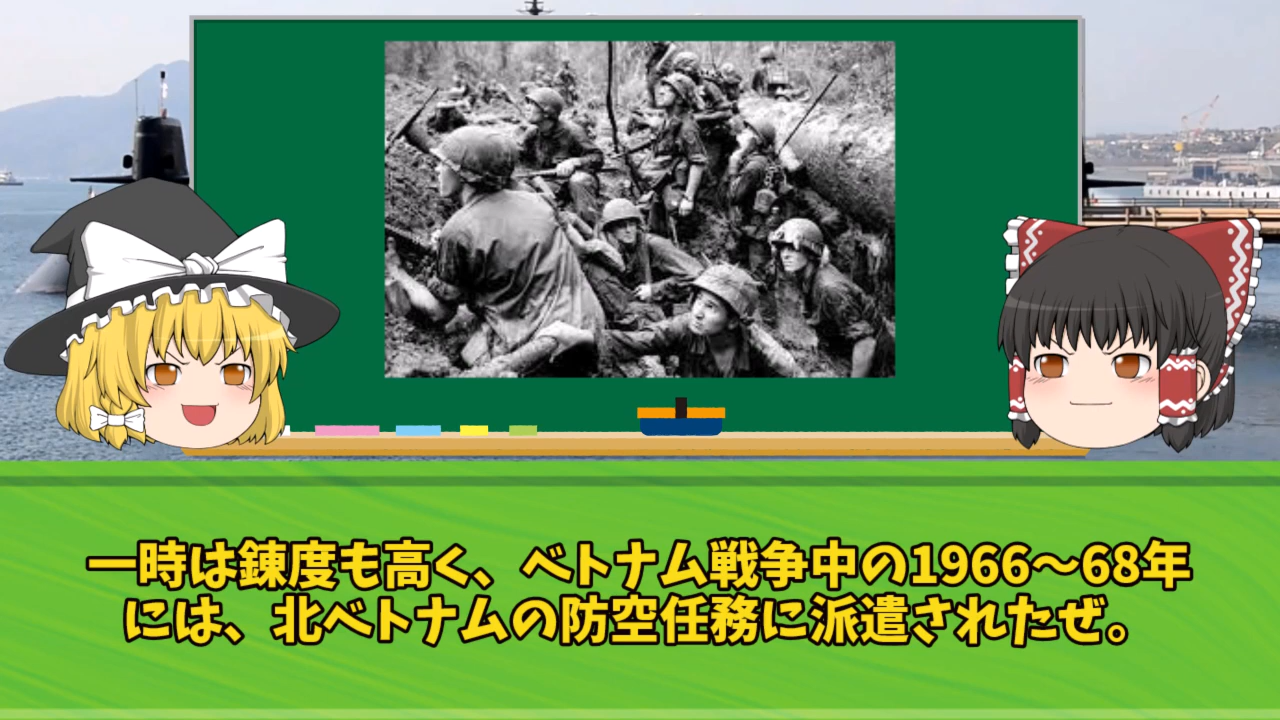 一時は錬度も高く、ベトナム戦争中の1966～68年
には、北ベトナムの防空任務に派遣されたぜ。